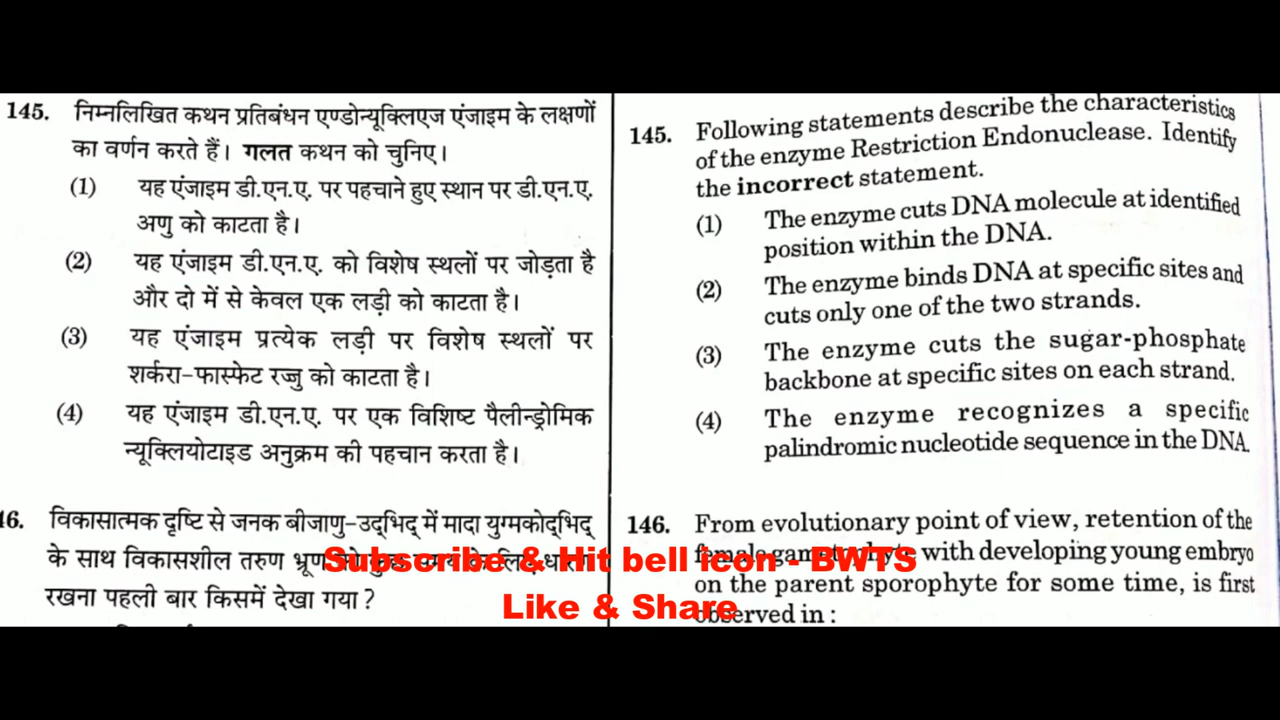 145. निम्नलिखित कथन प्रतिबंधन एण्डोन्यूक्लिएज एंजाइम के लक्षणों
का वर्णन करते हैं। गलत कथन को चुनिए।
(1) यह एंजाइम डी.एन.ए. पर पहचाने हुए स्थान पर डी.एन.ए.
अणु को काटता है।
(2) यह एंजाइम डी.एन.ए. को विशेष स्थलों पर जोड़ता है
और दो में से केवल एक लड़ी को काटता है।
(3) यह एंजाइम प्रत्येक लड़ी पर विशेष स्थलों पर
शर्करा-फास्फेट रज्जु को काटता है।
(4) यह एंजाइम डी.एन.ए. पर एक विशिष्ट पैलीन्ड्रोमिक
न्यूक्लियोटाइड अनुक्रम की पहचान करता है।
46. विकासात्मक दृष्टि से जनक बीजाणु-उद्भिद् में मादा युग्मकोद्भिद्
के साथ विकासशील तरुण भ्रूण
रखना पहली बार किसमें देखा गया ?
145. Following statements describe the characteristics
of the enzyme Restriction Endonuclease. Identify
the incorrect statement.
(1) The enzyme cuts DNA molecule at identified
position within the DNA.
(2) The enzyme binds DNA at specific sites and
cuts only one of the two strands.
(3) The enzyme cuts the sugar-phosphate
backbone at specific sites on each strand.
(4) The enzyme recognizes a specific
palindromic nucleotide sequence in the DNA.
146. From evolutionary point of view, retention of the
female gametophyte with developing young embryo
on the parent sporophyte for some time, is first
observed in :
Subscribe & Hit bell icon - BWTS
Like & Share